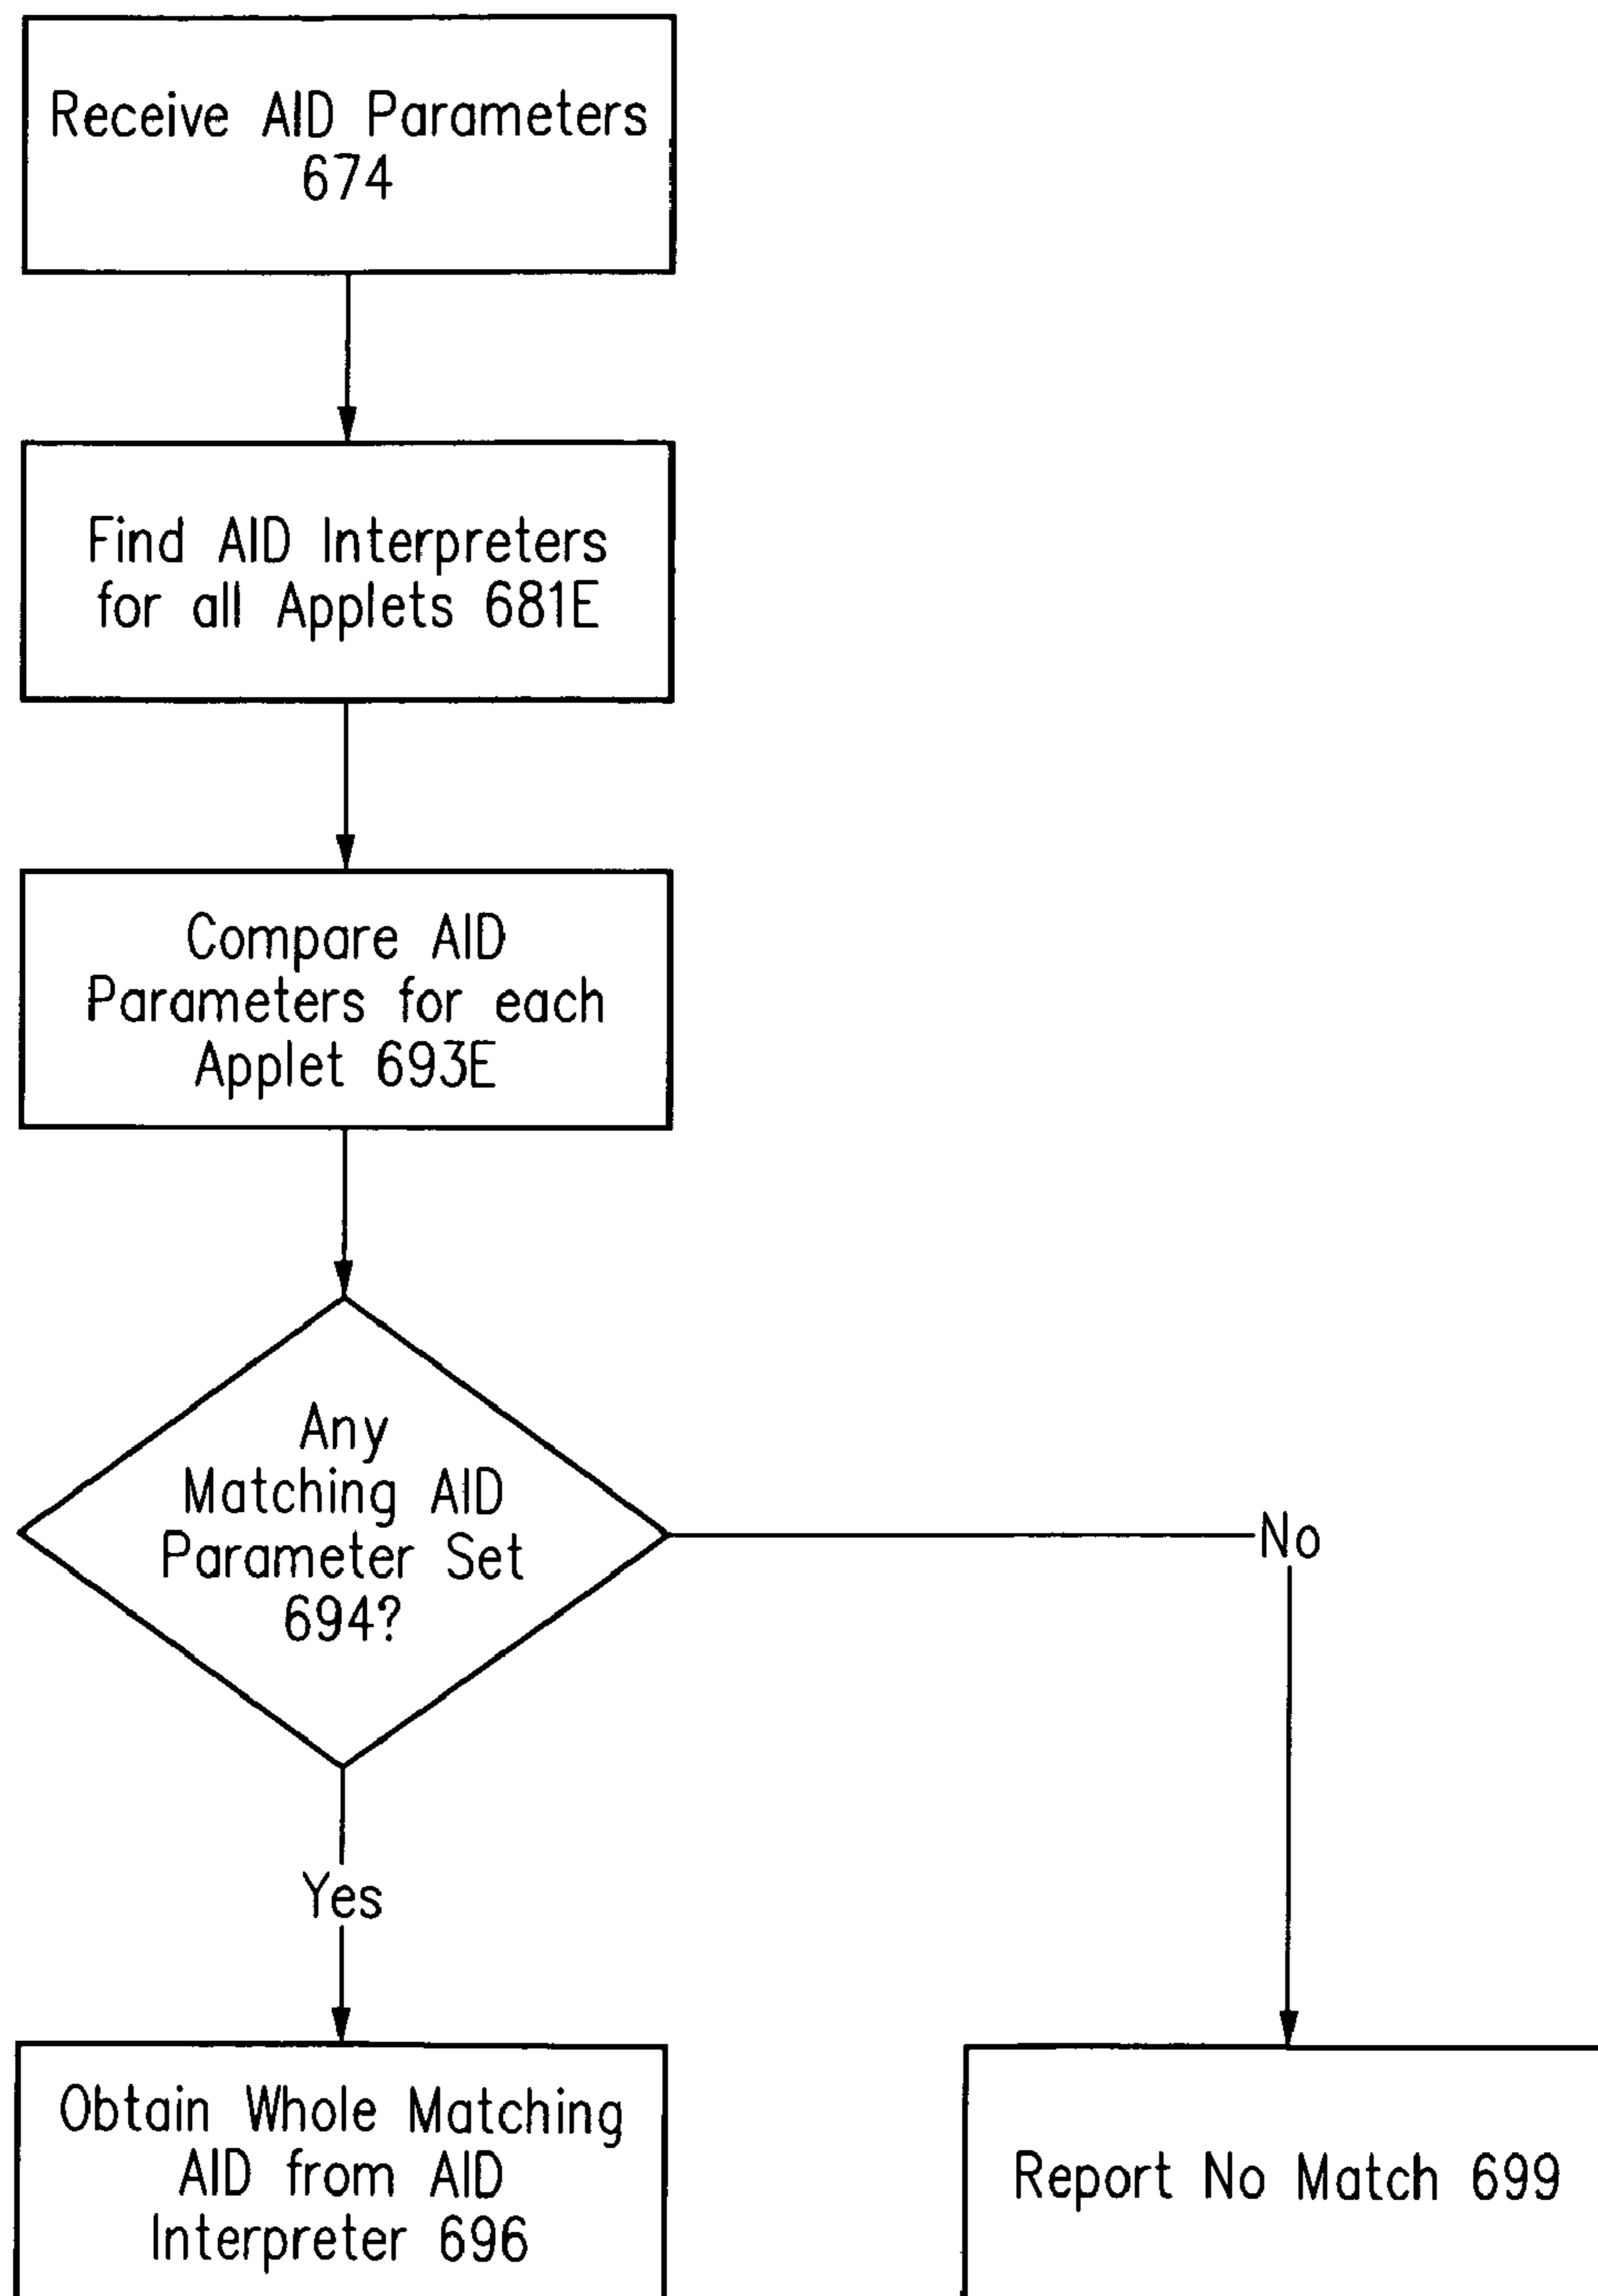 Receive AID Parameters
674
Find AID Interpreters
for all Applets 681E
Compare AID
Parameters for each
Applet 693E
Any
Matching AID
Parameter Set
694?
No
Yes
Obtain Whole Matching
AID from AID
Interpreter 696
Report No Match 699